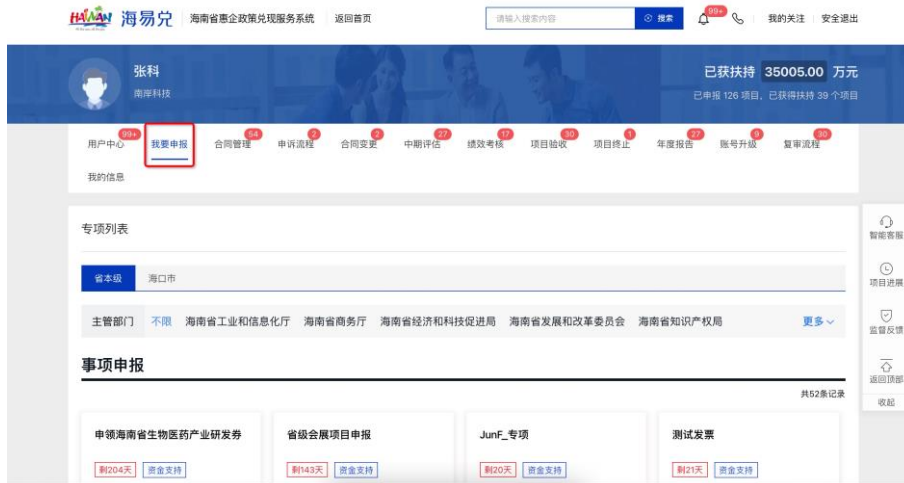 HAINAN 海易兑 海南省惠企政策兑现服务系统 返回首页 请输入搜索内容 搜索 99+ 我的关注 安全退出
张科
南岸科技
已获扶持 35005.00 万元
已申报 126 项目，已获得扶持 39 个项目
用户中心 99+ 我要申报 合同管理 54 申诉流程 2 合同变更 2 中期评估 27 绩效考核 17 项目验收 30 项目终止 1 年度报告 27 账号升级 9 复审流程 30
我的信息
专项列表
省本级 海口市
主管部门 不限 海南省工业和信息化厅 海南省商务厅 海南省经济和科技促进局 海南省发展和改革委员会 海南省知识产权局 更多
事项申报
共52条记录
申领海南省生物医药产业研发券 省级会展项目申报 JunF_专项 测试发票
剩204天 资金支持 剩143天 资金支持 剩20天 资金支持 剩21天 资金支持
智能客服
项目进展
监督反馈
返回顶部
收起